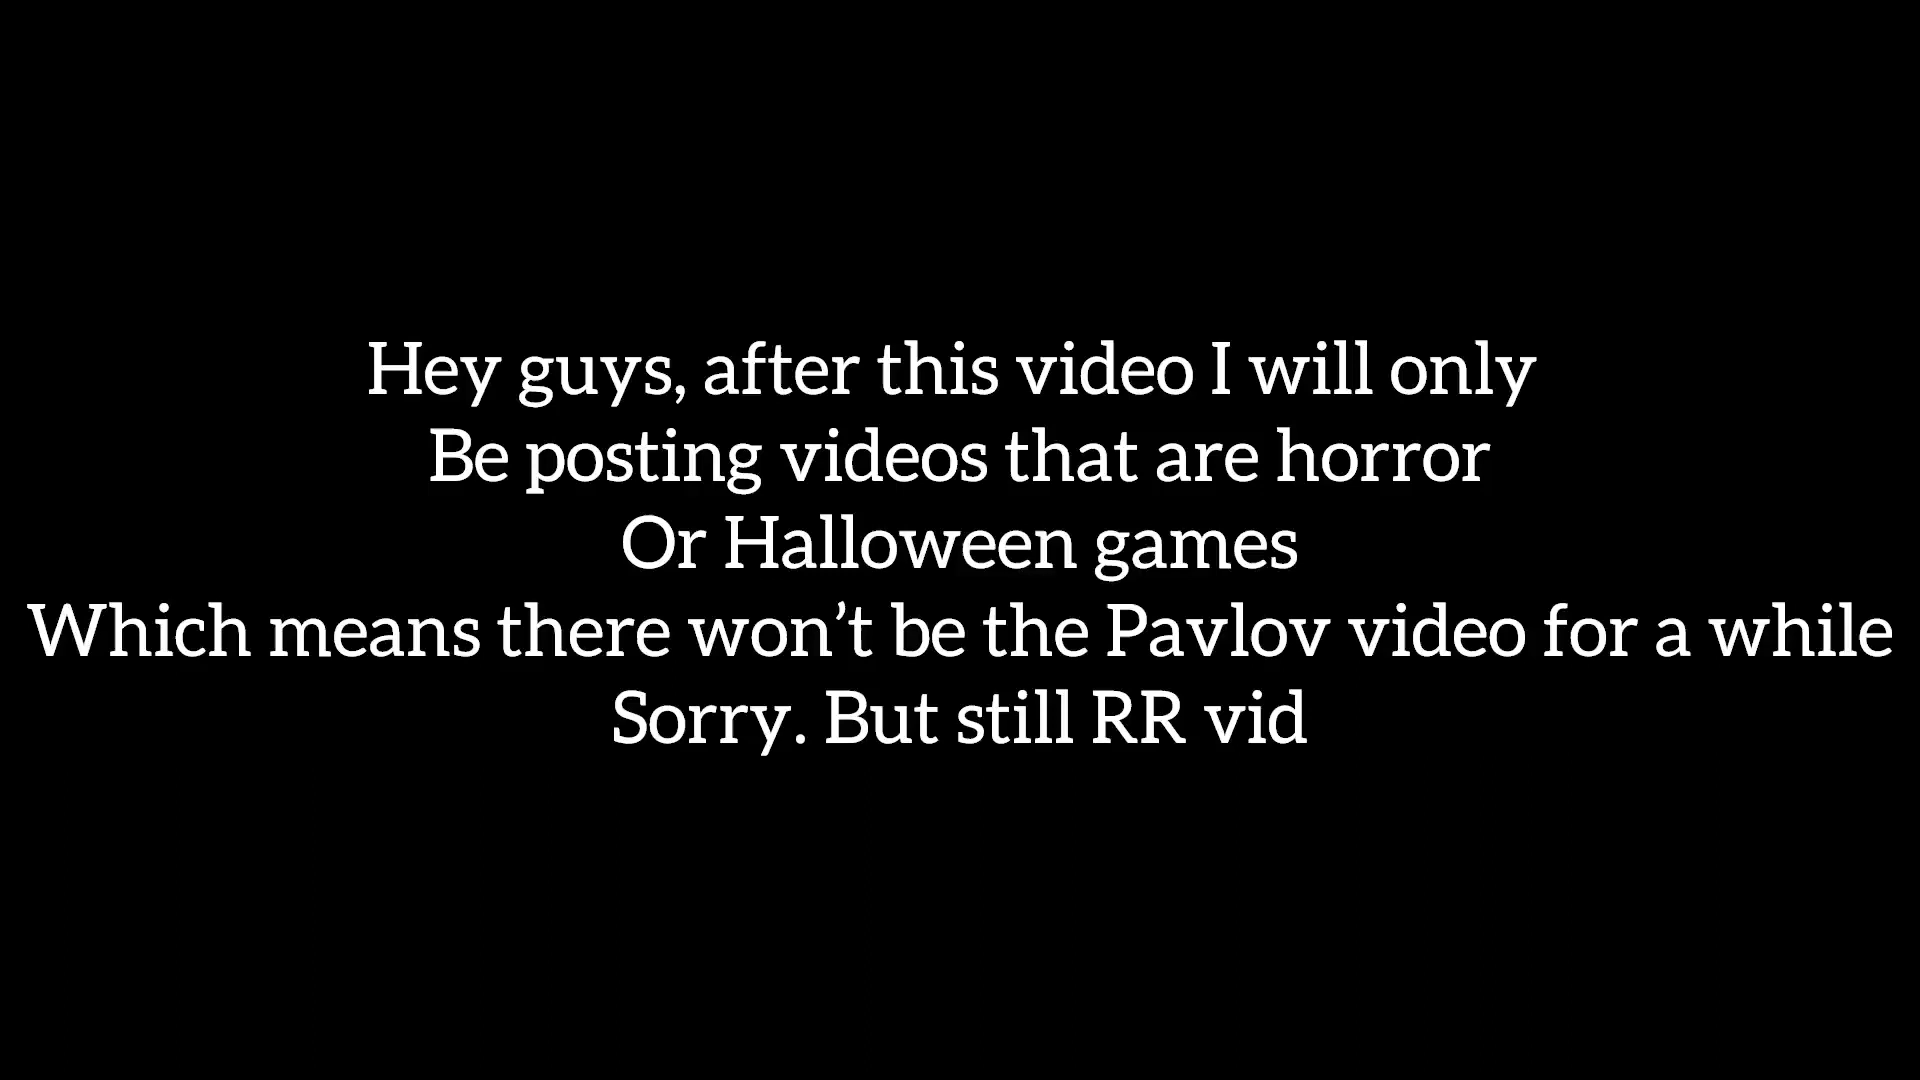 Hey guys, after this video I will only
Be posting videos that are horror
Or Halloween games
Which means there won’t be the Pavlov video for a while
Sorry. But still RR vid